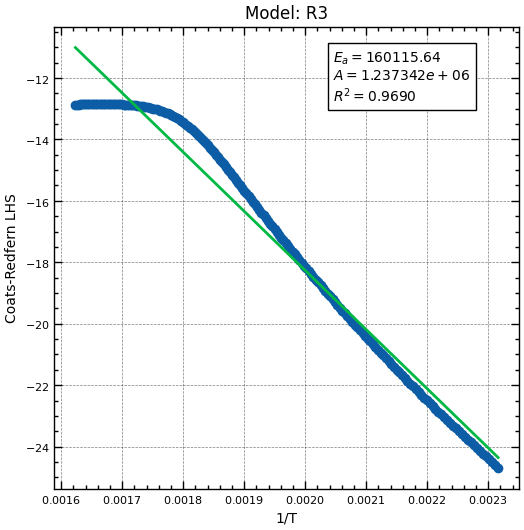 Model: R3
E_a = 160115.64
A = 1.237342e + 06
R² = 0.9690
−12
−14
−16
−18
−20
−22
−24
Coats-Redfern LHS
0.0016 0.0017 0.0018 0.0019 0.0020 0.0021 0.0022 0.0023
1/T